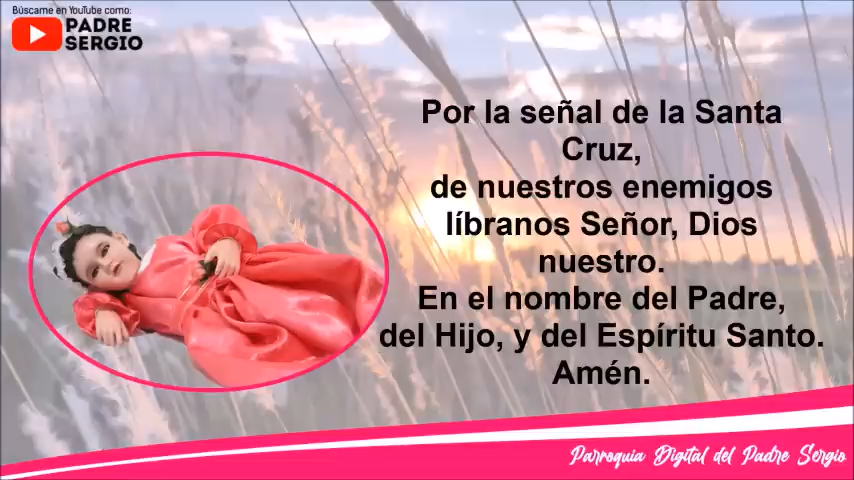 Búscame en YouTube como:
PADRE
SERGIO
Por la señal de la Santa
Cruz,
de nuestros enemigos
líbranos Señor, Dios
nuestro.
En el nombre del Padre,
del Hijo, y del Espíritu Santo.
Amén.
Parroquia Digital del Padre Sergio